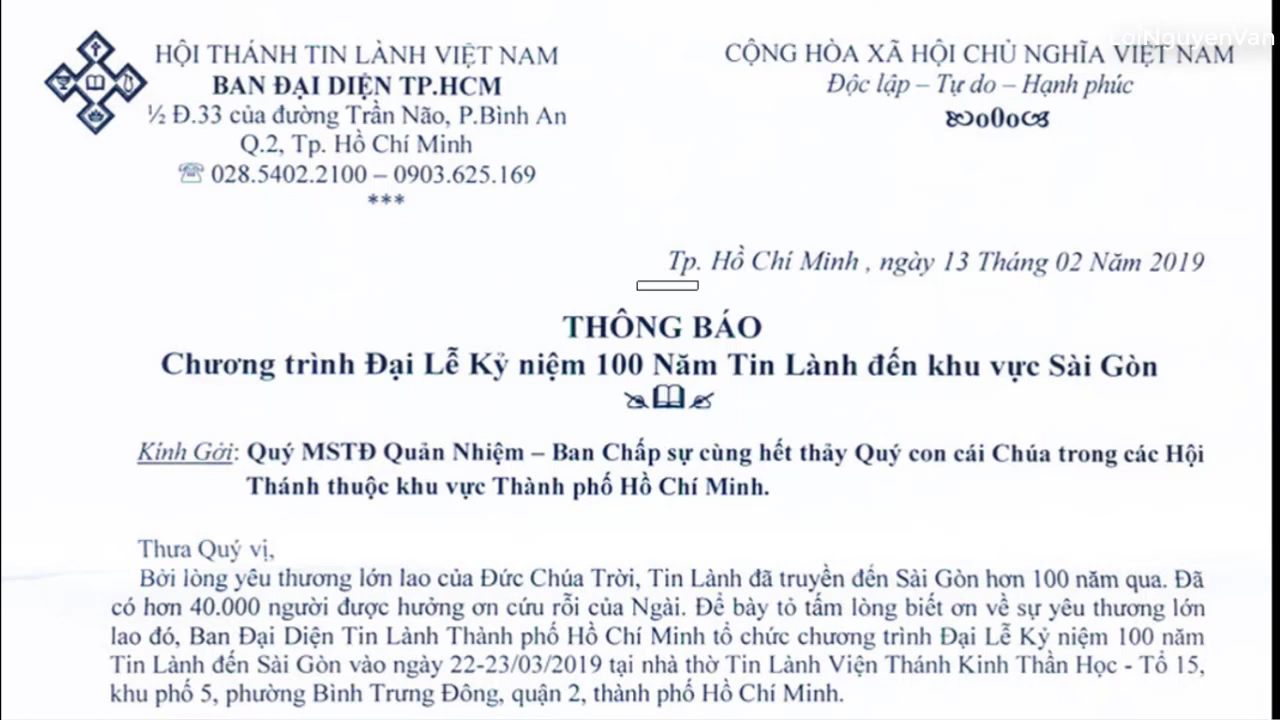 HỘI THÁNH TIN LÀNH VIỆT NAM
BAN ĐẠI DIỆN TP.HCM
½ Đ.33 của đường Trần Não, P.Bình An
Q.2, Tp. Hồ Chí Minh
☏ 028.5402.2100 – 0903.625.169
***
CỘNG HÒA XÃ HỘI CHỦ NGHĨA VIỆT NAM
Độc lập – Tự do – Hạnh phúc
o0o
NguyenVan
Tp. Hồ Chí Minh , ngày 13 Tháng 02 Năm 2019
THÔNG BÁO
Chương trình Đại Lễ Kỷ niệm 100 Năm Tin Lành đến khu vực Sài Gòn
Kính Gởi: Quý MSTĐ Quản Nhiệm – Ban Chấp sự cùng hết thảy Quý con cái Chúa trong các Hội
Thánh thuộc khu vực Thành phố Hồ Chí Minh.
Thưa Quý vị,
Bởi lòng yêu thương lớn lao của Đức Chúa Trời, Tin Lành đã truyền đến Sài Gòn hơn 100 năm qua. Đã
có hơn 40.000 người được hưởng ơn cứu rỗi của Ngài. Để bày tỏ tấm lòng biết ơn về sự yêu thương lớn
lao đó, Ban Đại Diện Tin Lành Thành phố Hồ Chí Minh tổ chức chương trình Đại Lễ Kỷ niệm 100 năm
Tin Lành đến Sài Gòn vào ngày 22-23/03/2019 tại nhà thờ Tin Lành Viện Thánh Kinh Thần Học - Tổ 15,
khu phố 5, phường Bình Trưng Đông, quận 2, thành phố Hồ Chí Minh.